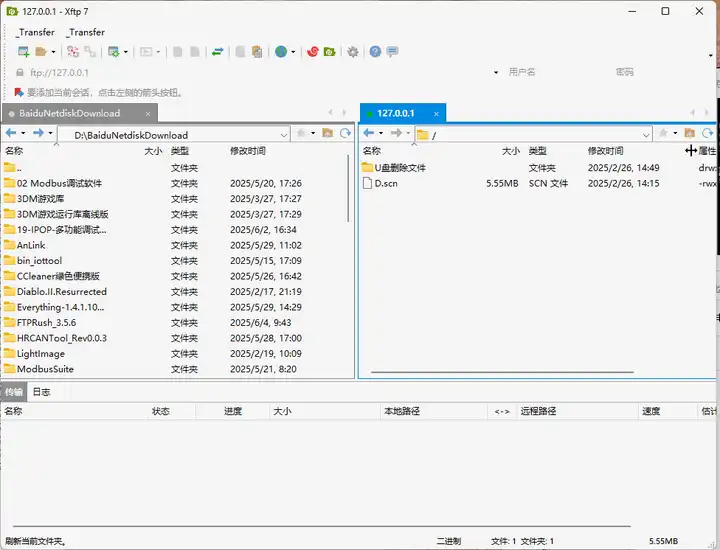 127.0.0.1 - Xftp 7
_Transfer _Transfer
ftp://127.0.0.1 用户名 密码
要添加当前会话，点击左侧的箭头按钮。
BaiduNetdiskDownload × 127.0.0.1 ×
D:\BaiduNetdiskDownload /
名称 大小 类型 修改时间 名称 大小 类型 修改时间 属性
.. 文件夹 U盘删除文件 文件夹 2025/2/26, 14:49 drwx
02 Modbus调试软件 文件夹 2025/5/20, 17:26 D.scn 5.55MB SCN 文件 2025/2/26, 14:15 -rwx
3DM游戏库 文件夹 2025/3/27, 17:27
3DM游戏运行库离线版 文件夹 2025/3/27, 17:29
19-IPOP-多功能调试... 文件夹 2025/6/2, 16:34
AnLink 文件夹 2025/5/29, 11:02
bin_iottool 文件夹 2025/5/15, 17:09
CCleaner绿色便携版 文件夹 2025/5/26, 16:42
Diablo.II.Resurrected 文件夹 2025/2/17, 21:19
Everything-1.4.1.10... 文件夹 2025/5/29, 14:29
FTPRush_3.5.6 文件夹 2025/6/4, 9:43
HRCANTool_Rev0.0.3 文件夹 2025/5/28, 17:00
LightImage 文件夹 2025/2/19, 10:09
ModbusSuite 文件夹 2025/5/21, 8:20
传输 日志
名称 状态 进度 大小 本地路径 <-> 远程路径 速度 估计
刷新当前文件夹。 二进制 文件: 1 文件夹: 1 5.55MB